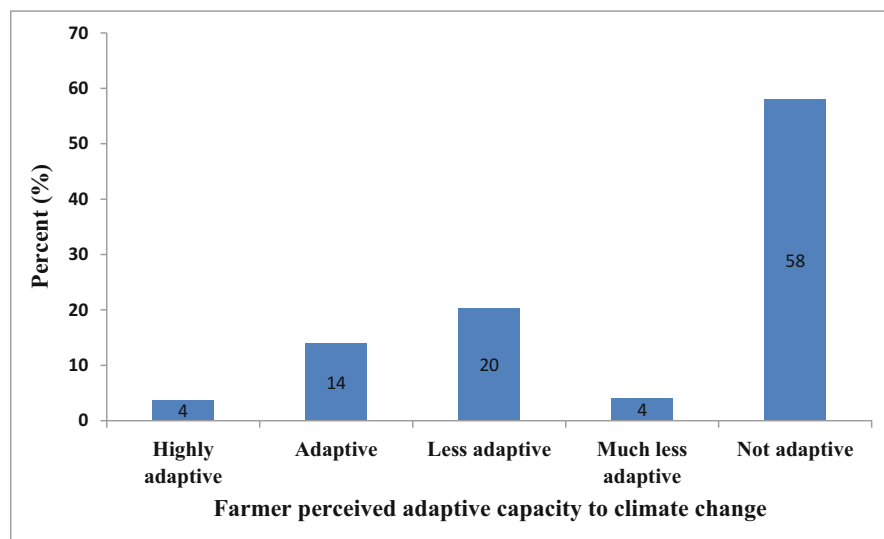 Percent (%)
70
60
50
40
30
20
10
0
4
14
20
4
58
Highly
adaptive
Adaptive
Less adaptive
Much less
adaptive
Not adaptive
Farmer perceived adaptive capacity to climate change